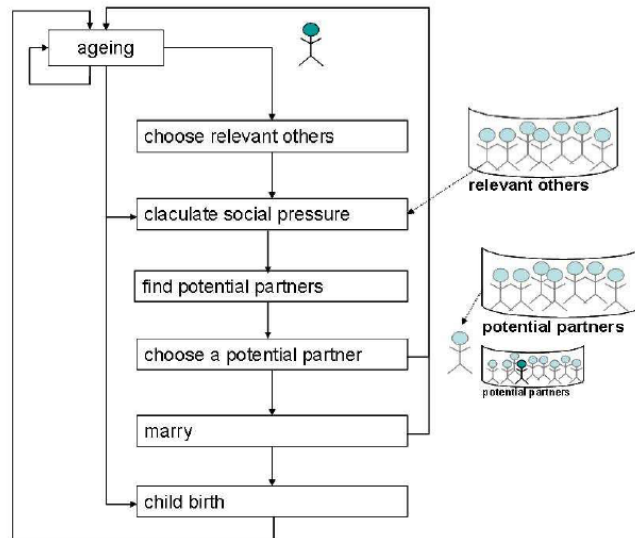 ageing
choose relevant others
claculate social pressure
find potential partners
choose a potential partner
marry
child birth
relevant others
potential partners
potential partners